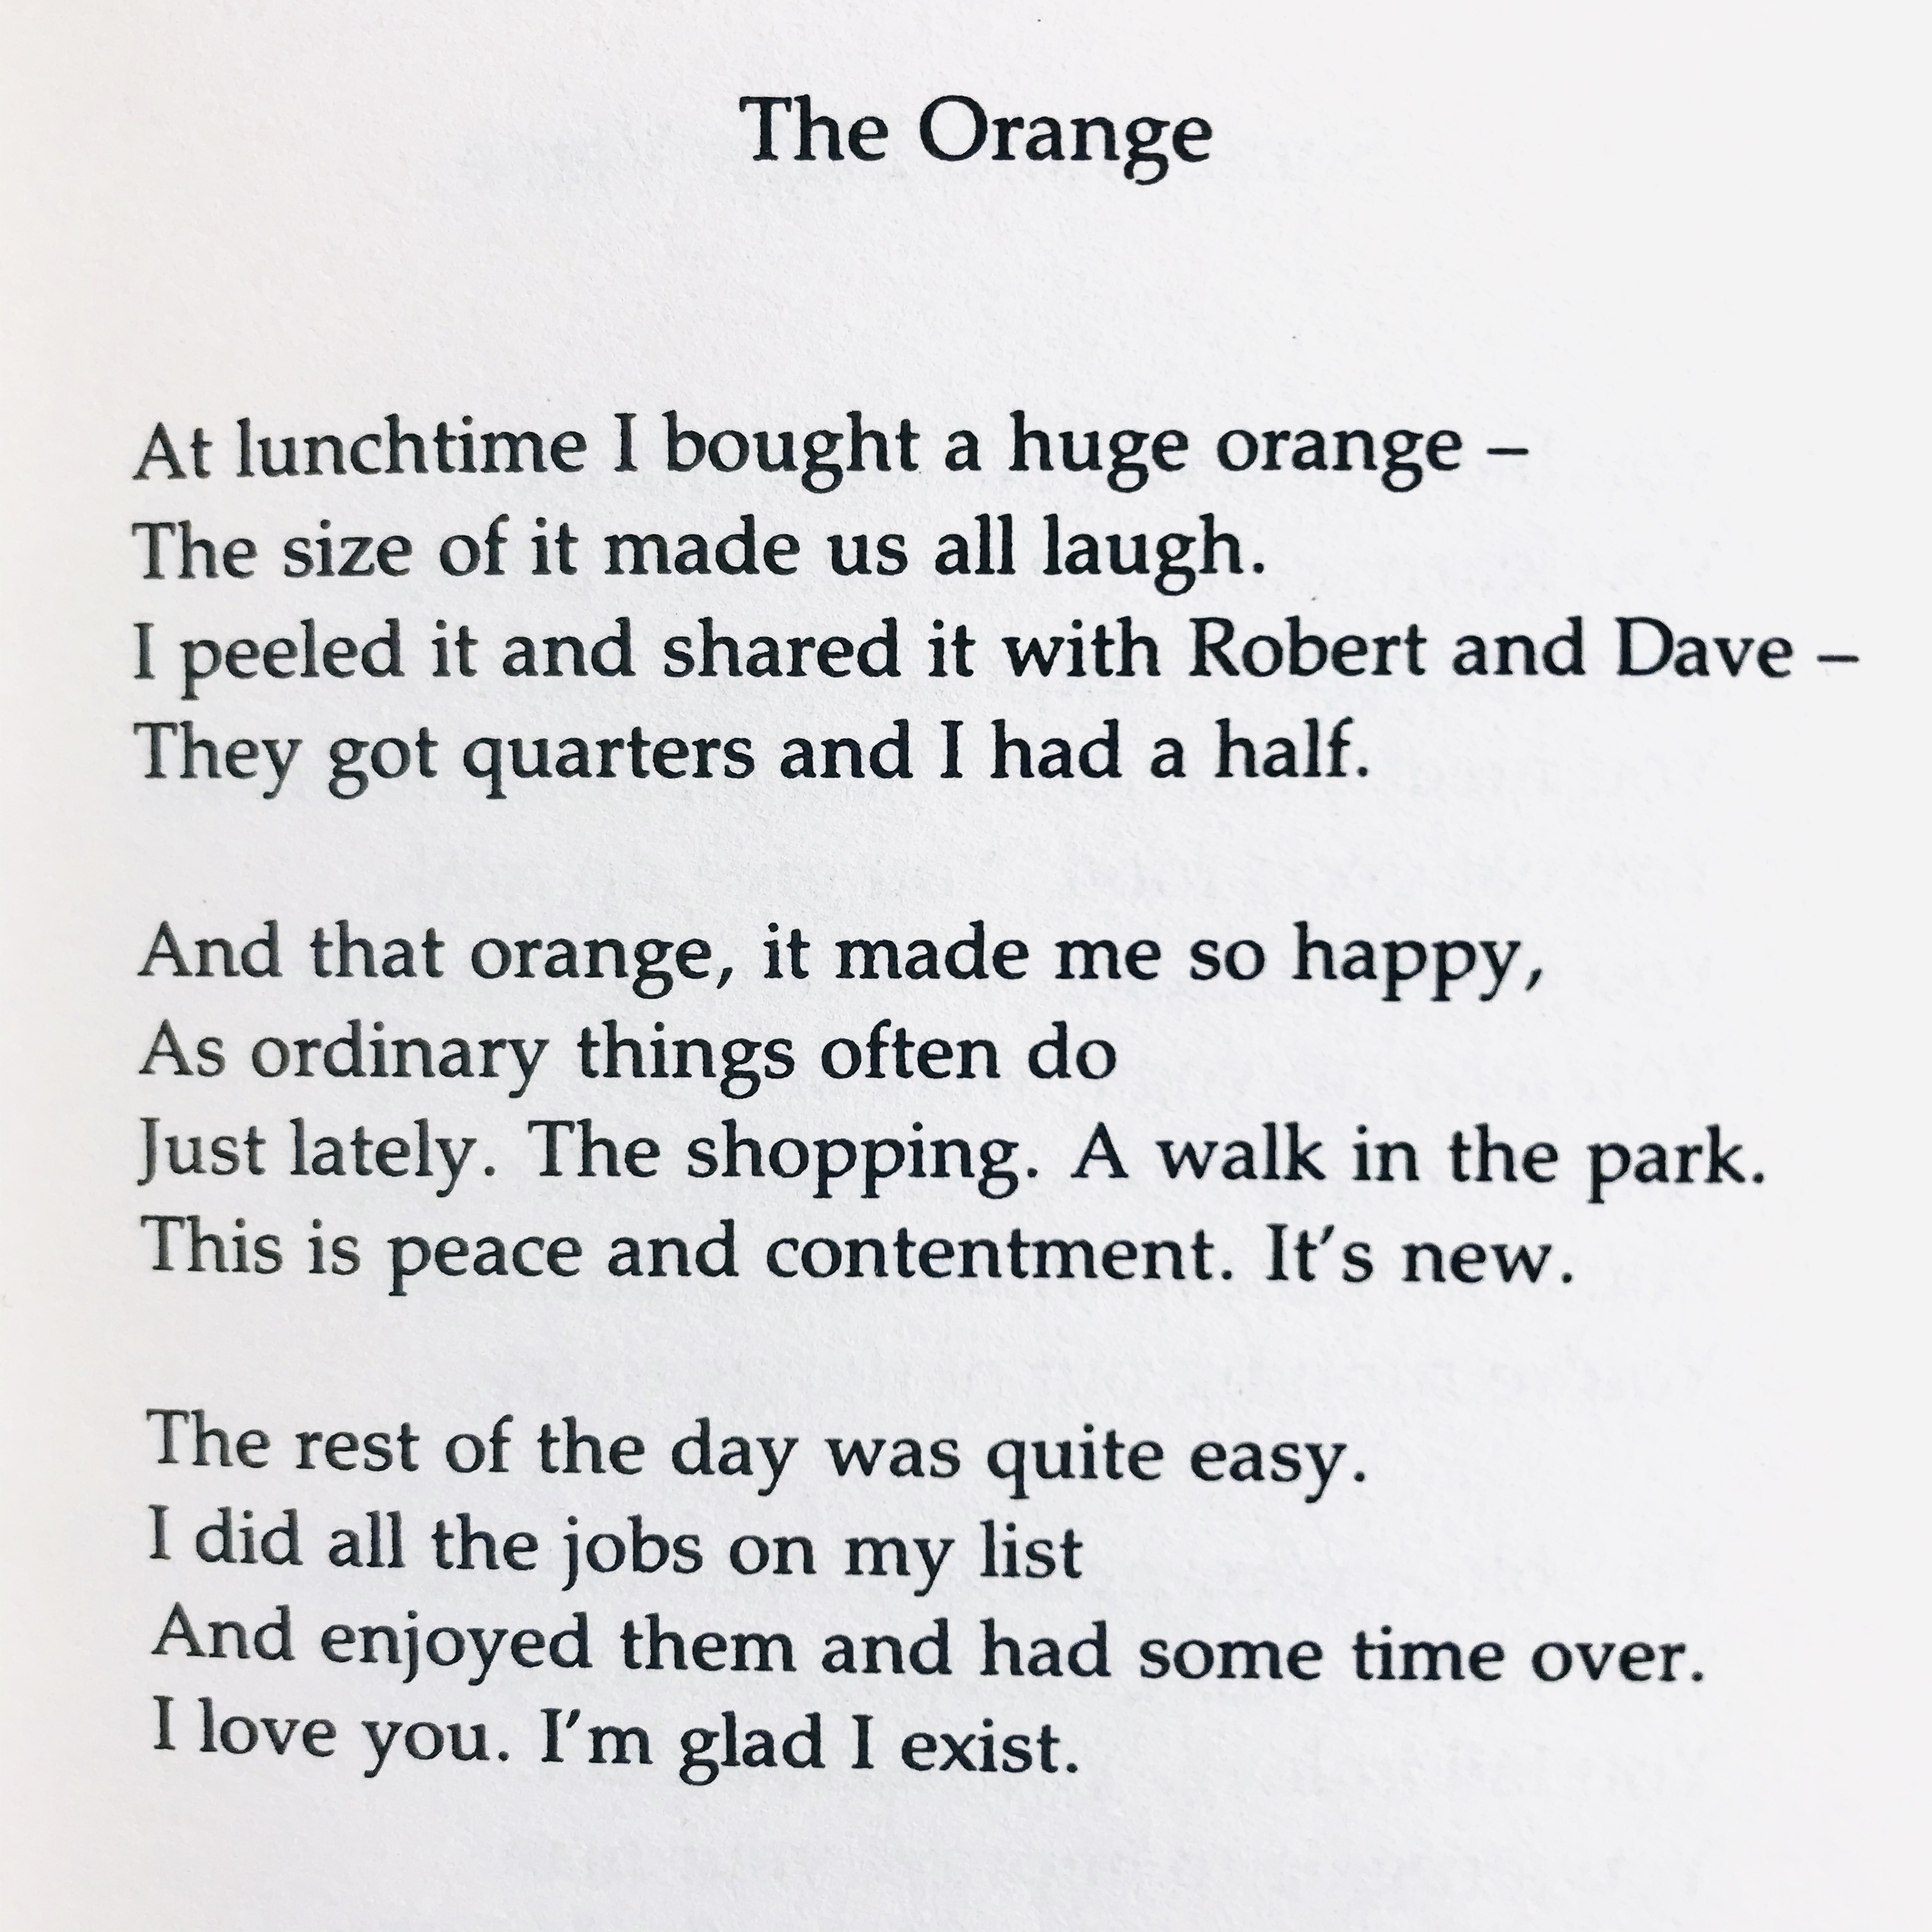 The Orange
At lunchtime I bought a huge orange –
The size of it made us all laugh.
I peeled it and shared it with Robert and Dave –
They got quarters and I had a half.
And that orange, it made me so happy,
As ordinary things often do
Just lately. The shopping. A walk in the park.
This is peace and contentment. It's new.
The rest of the day was quite easy.
I did all the jobs on my list
And enjoyed them and had some time over.
I love you. I'm glad I exist.